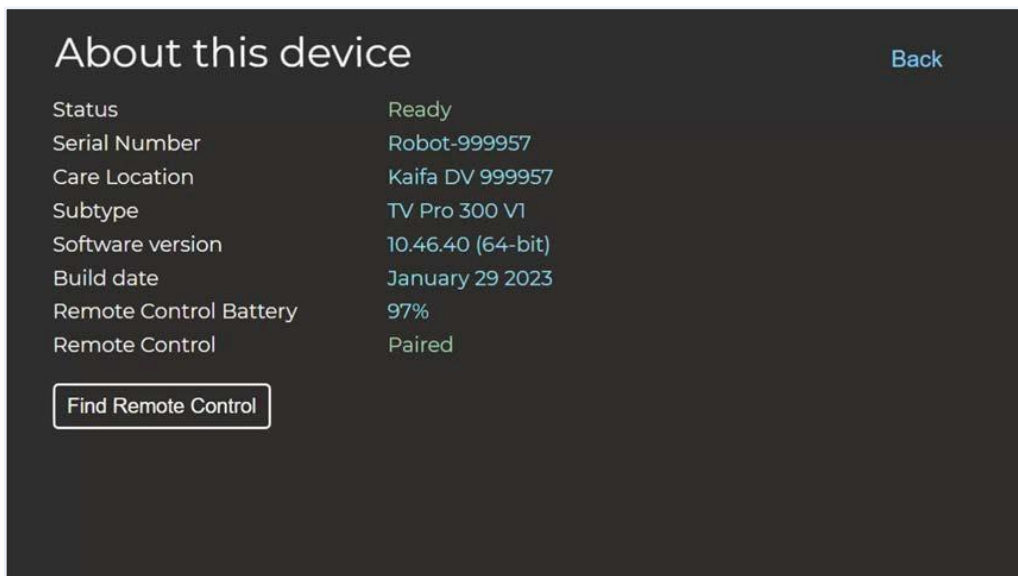 About this device
Back
Status Ready
Serial Number Robot-999957
Care Location Kaifa DV 999957
Subtype TV Pro 300 V1
Software version 10.46.40 (64-bit)
Build date January 29 2023
Remote Control Battery 97%
Remote Control Paired
Find Remote Control